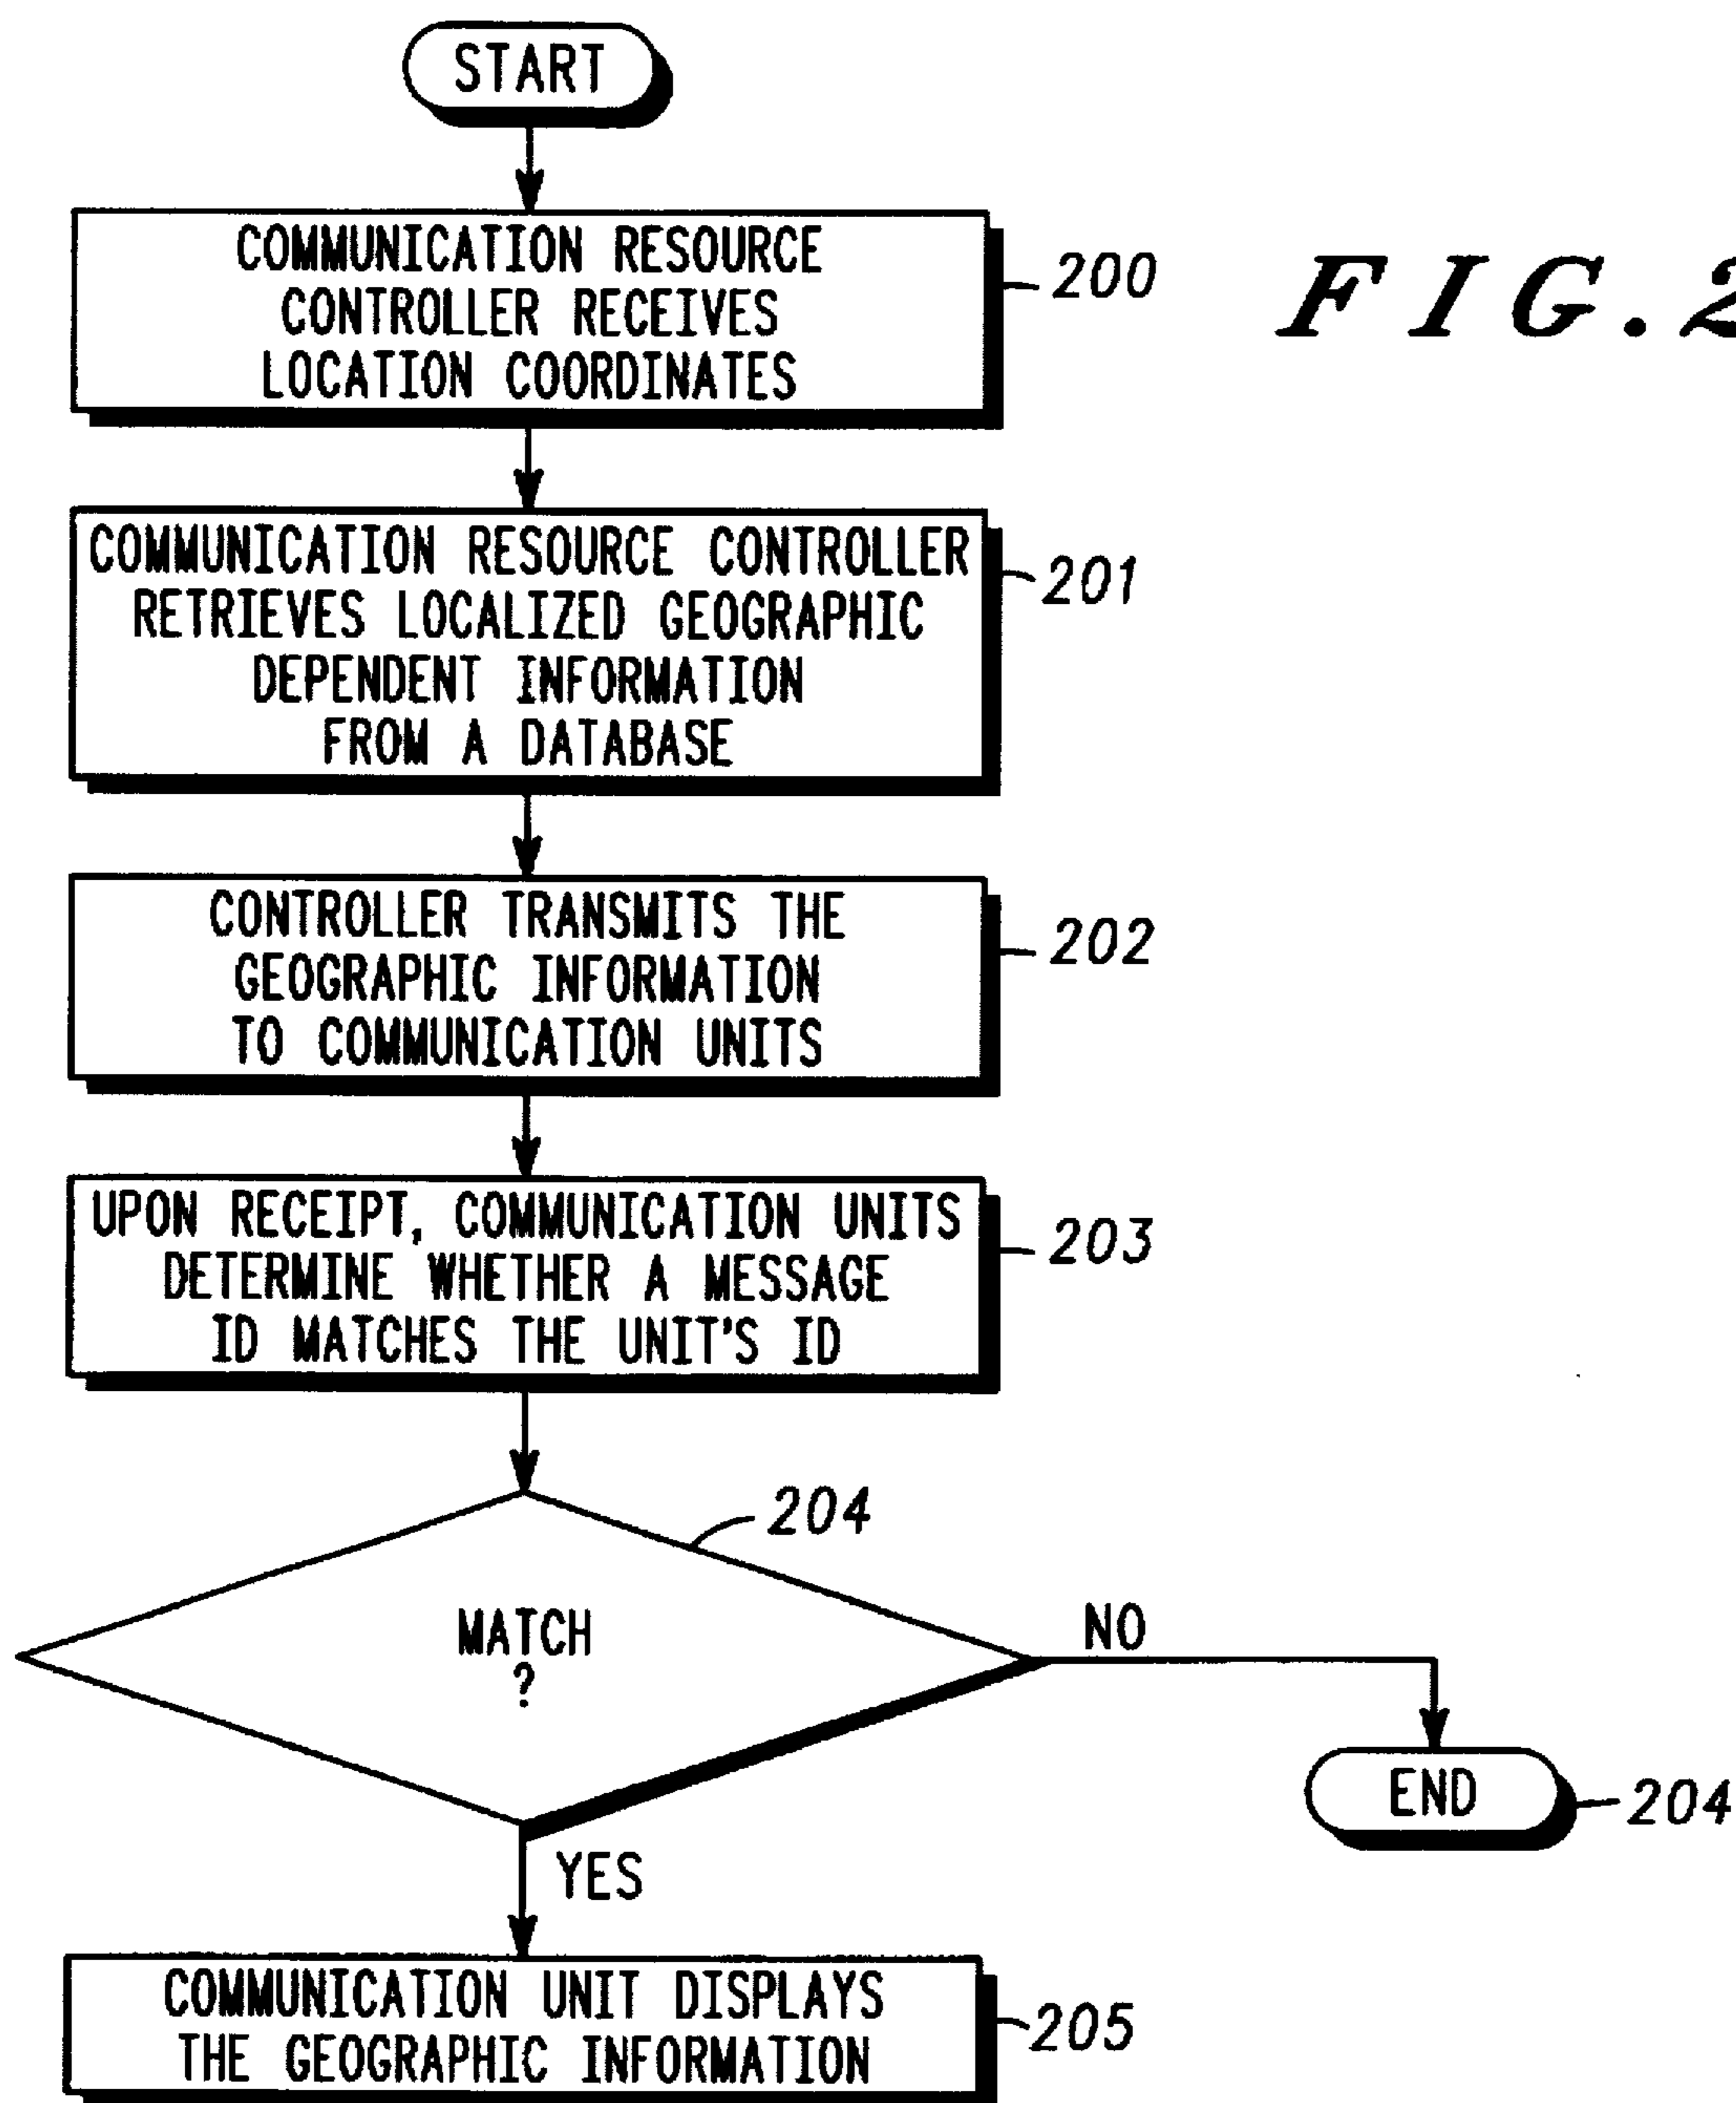 START
COMMUNICATION RESOURCE
CONTROLLER RECEIVES
LOCATION COORDINATES
200
FIG.2
COMMUNICATION RESOURCE CONTROLLER
RETRIEVES LOCALIZED GEOGRAPHIC
DEPENDENT INFORMATION
FROM A DATABASE
201
CONTROLLER TRANSMITS THE
GEOGRAPHIC INFORMATION
TO COMMUNICATION UNITS
202
UPON RECEIPT, COMMUNICATION UNITS
DETERMINE WHETHER A MESSAGE
ID MATCHES THE UNIT'S ID
203
204
MATCH
?
NO
END
204
YES
COMMUNICATION UNIT DISPLAYS
THE GEOGRAPHIC INFORMATION
205